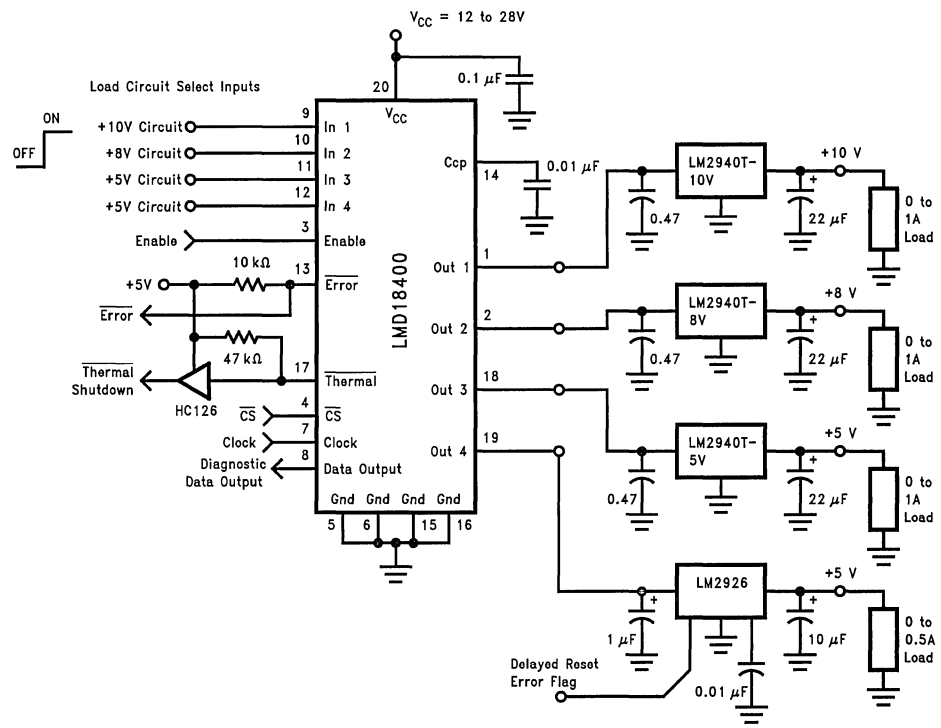 V_CC = 12 to 28V
0.1 μF
20
V_CC
Load Circuit Select Inputs
ON
OFF
+10V Circuit
9
In 1
+8V Circuit
10
In 2
+5V Circuit
11
In 3
+5V Circuit
12
In 4
Enable
3
Enable
10 kΩ
13
Error
+5V
Error
47 kΩ
Thermal
Shutdown
HC126
17
Thermal
CS
4
CS
Clock
7
Clock
Diagnostic
Data Output
8
Data Output
Gnd Gnd Gnd Gnd
5 6 15 16
LMD18400
Ccp
14
0.01 μF
Out 1
1
Out 2
2
Out 3
18
Out 4
19
LM2940T-
10V
0.47
22 μF
+
+10 V
0 to
1A
Load
LM2940T-
8V
0.47
22 μF
+
+8 V
0 to
1A
Load
LM2940T-
5V
0.47
22 μF
+
+5 V
0 to
1A
Load
LM2926
+
1 μF
10 μF
+
+5 V
0 to
0.5A
Load
0.01 μF
Delayed Reset
Error Flag